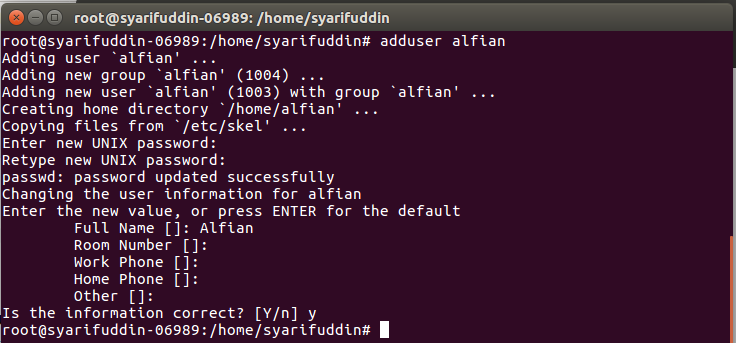 root@syarifuddin-06989: /home/syarifuddin
root@syarifuddin-06989:/home/syarifuddin# adduser alfian
Adding user `alfian' ...
Adding new group `alfian' (1004) ...
Adding new user `alfian' (1003) with group `alfian' ...
Creating home directory `/home/alfian' ...
Copying files from `/etc/skel' ...
Enter new UNIX password:
Retype new UNIX password:
passwd: password updated successfully
Changing the user information for alfian
Enter the new value, or press ENTER for the default
        Full Name []: Alfian
        Room Number []:
        Work Phone []:
        Home Phone []:
        Other []:
Is the information correct? [Y/n] y
root@syarifuddin-06989:/home/syarifuddin#